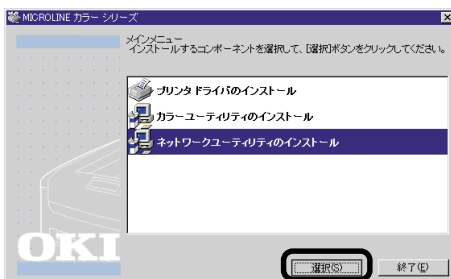 MICROLINE カラー シリーズ
メインメニュー
インストールするコンポーネントを選択して、[選択]ボタンをクリックしてください。
プリンタ ドライバのインストール
カラーユーティリティのインストール
ネットワークユーティリティのインストール
OKI
選択(S) 終了(E)